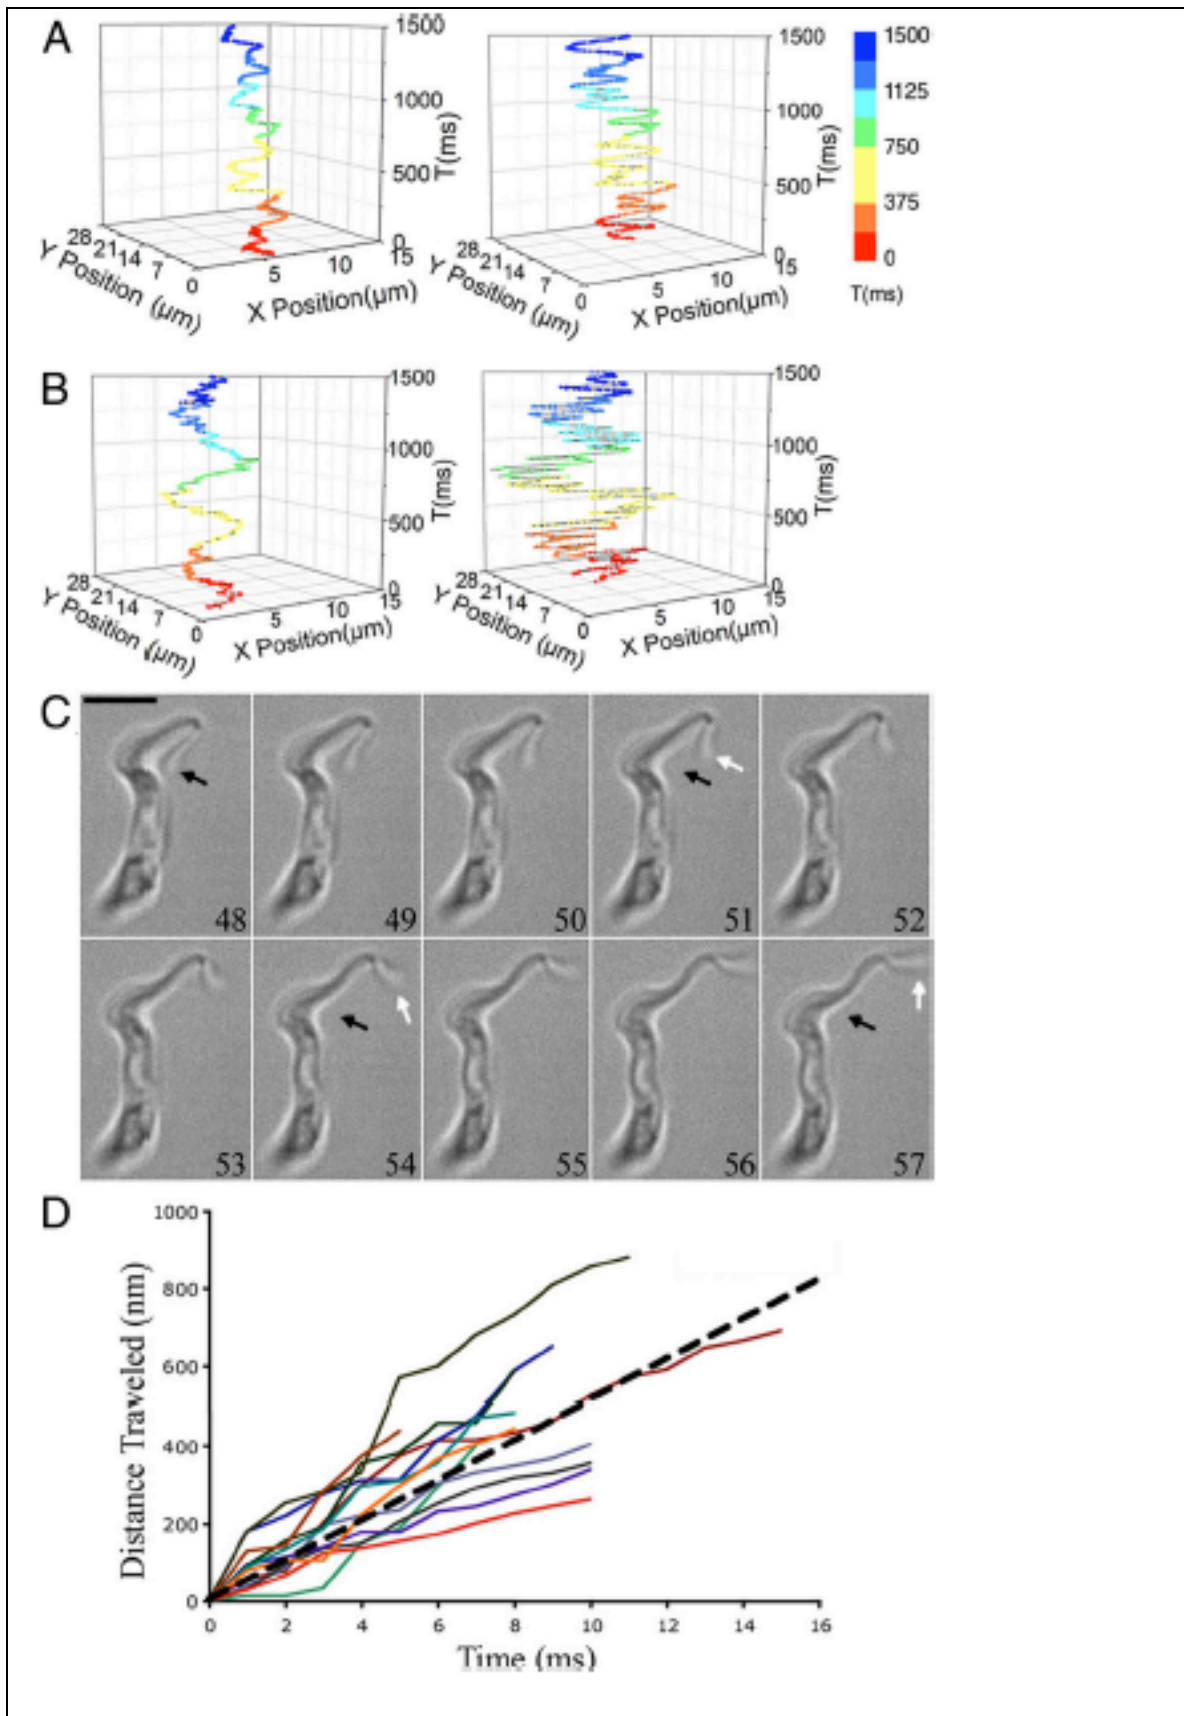 A
1500
1000
500
0
T(ms)
28 21 14 7 0
Y Position (μm)
5 10 15
X Position(μm)
1500
1000
500
0
T(ms)
28 21 14 7 0
Y Position (μm)
5 10 15
X Position(μm)
1500
1125
750
375
0
T(ms)
B
1500
1000
500
0
T(ms)
28 21 14 7 0
Y Position (μm)
5 10 15
X Position(μm)
1500
1000
500
0
T(ms)
28 21 14 7 0
Y Position (μm)
5 10 15
X Position(μm)
C
48 49 50 51 52
53 54 55 56 57
D
1000
800
600
400
200
0
Distance Traveled (nm)
0 2 4 6 8 10 12 14 16
Time (ms)